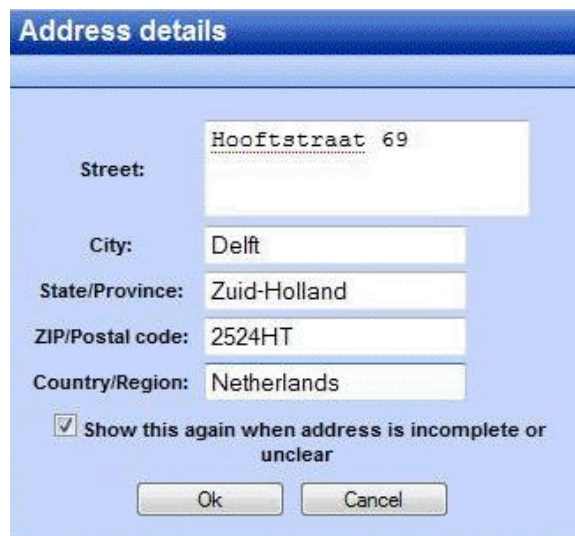 Address details
Street:
Hooftstraat 69
City:
Delft
State/Province:
Zuid-Holland
ZIP/Postal code:
2524HT
Country/Region:
Netherlands
Show this again when address is incomplete or
unclear
Ok
Cancel